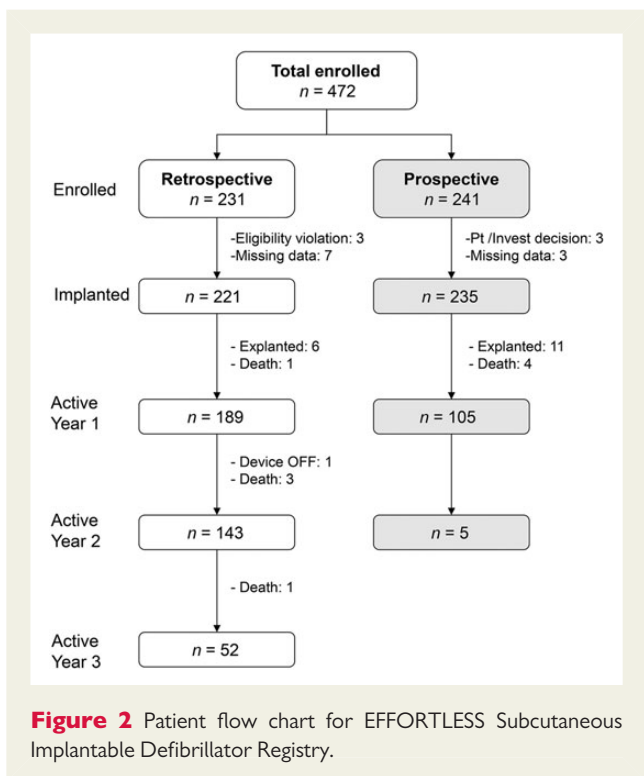 Total enrolled
n = 472
Enrolled
Retrospective
n = 231
Prospective
n = 241
-Eligibility violation: 3
-Missing data: 7
-Pt /Invest decision: 3
-Missing data: 3
Implanted
n = 221
n = 235
- Explanted: 6
- Death: 1
- Explanted: 11
- Death: 4
Active
Year 1
n = 189
n = 105
- Device OFF: 1
- Death: 3
Active
Year 2
n = 143
n = 5
- Death: 1
Active
Year 3
n = 52
Figure 2 Patient flow chart for EFFORTLESS Subcutaneous
Implantable Defibrillator Registry.